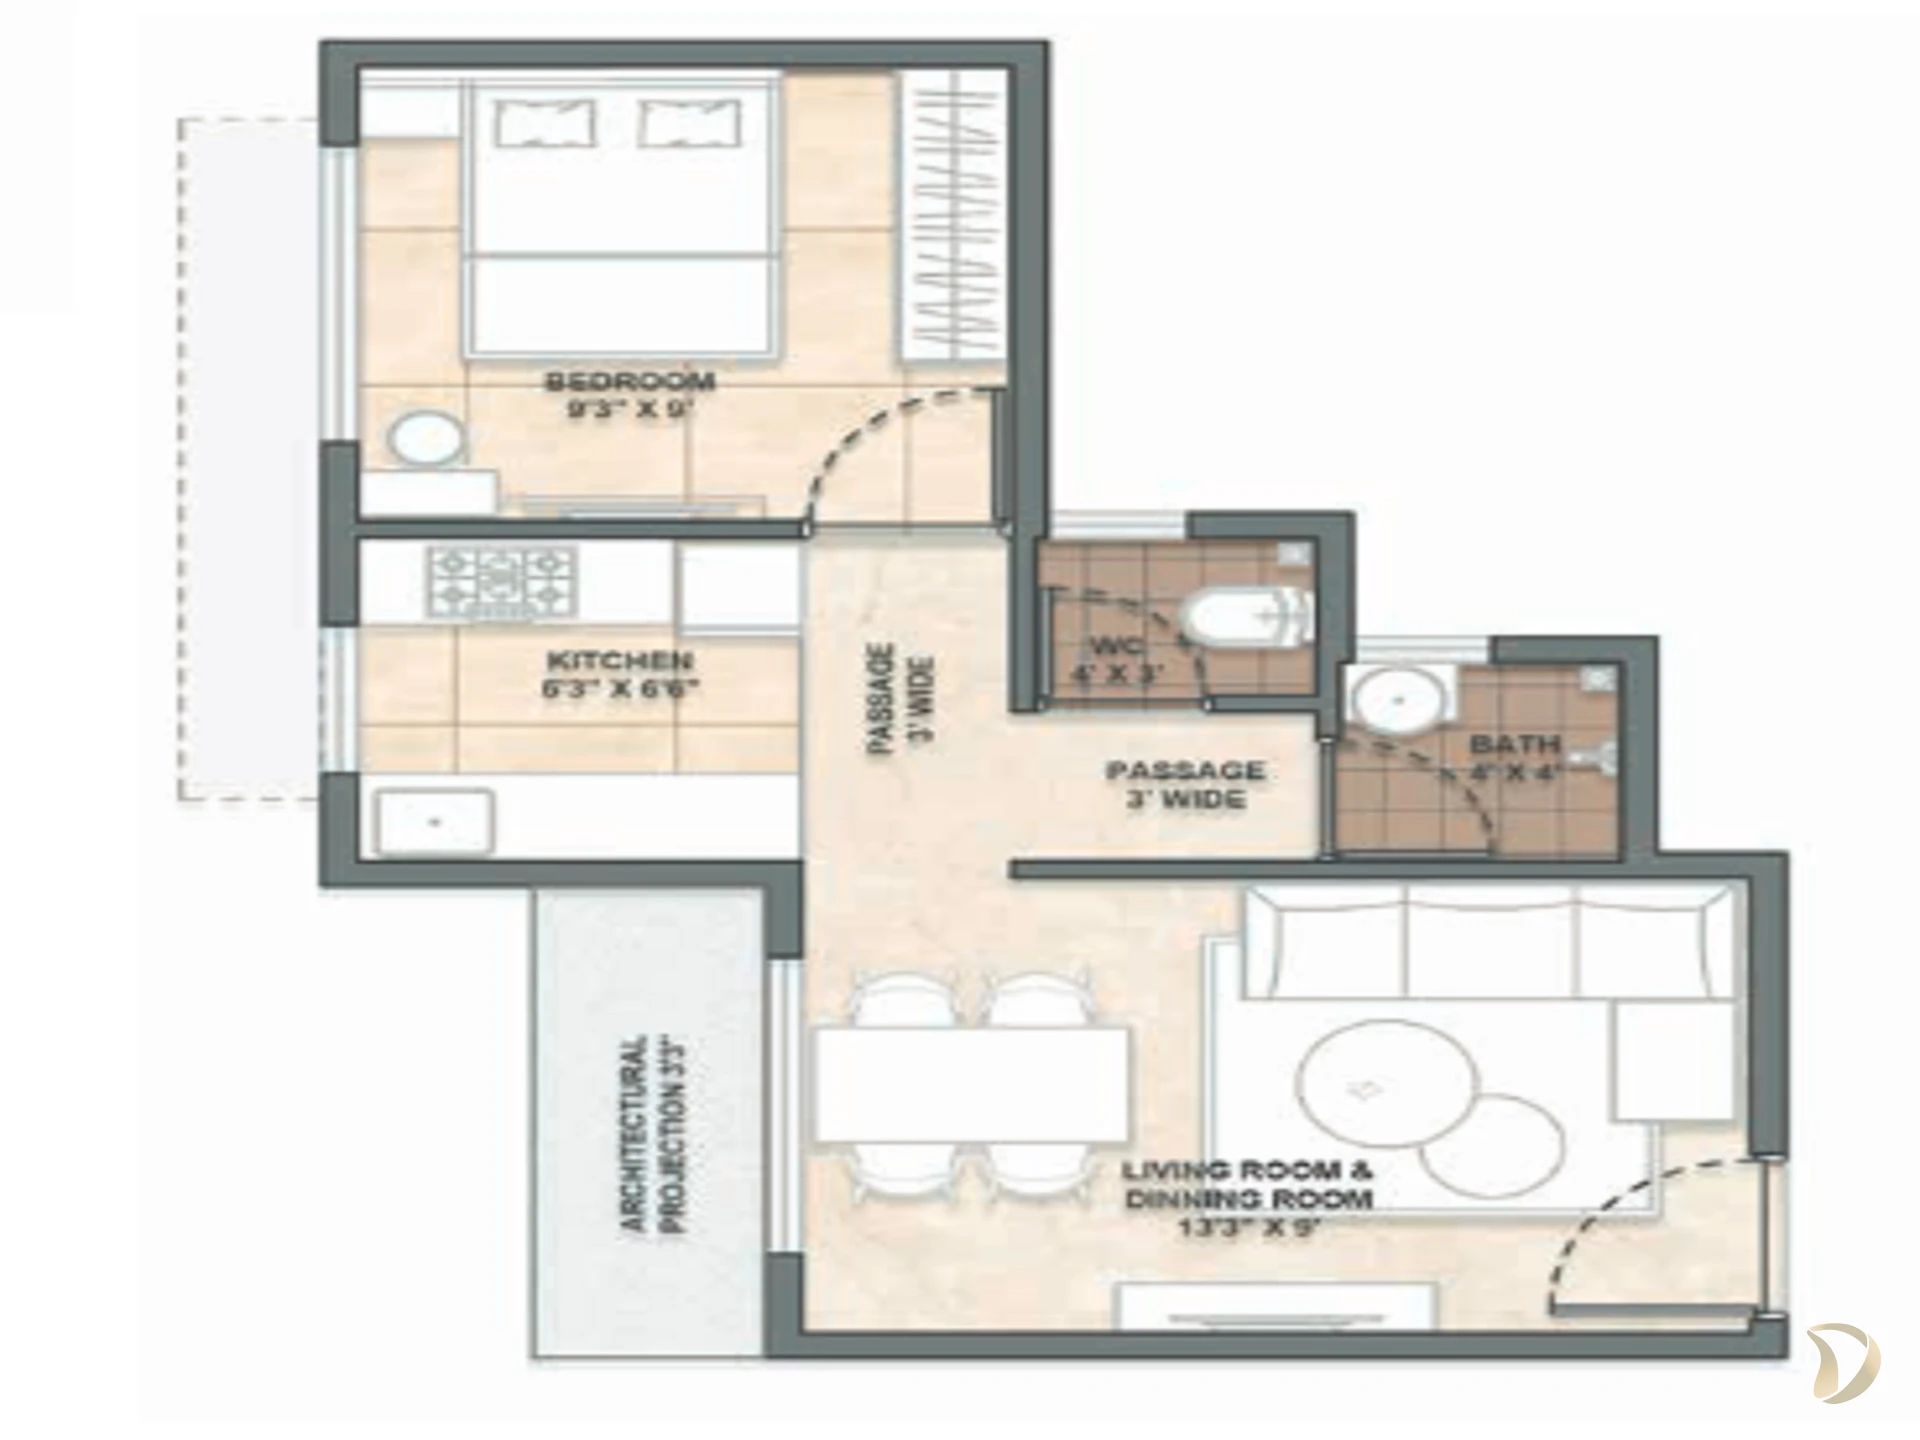 BEDROOM
9'3" X 9'
KITCHEN
6'3" X 6'6"
PASSAGE
3' WIDE
WC
4' X 3'
PASSAGE
3' WIDE
BATH
4' X 4'
ARCHITECTURAL
PROJECTION 3'3"
LIVING ROOM &
DINNING ROOM
13'3" X 9'